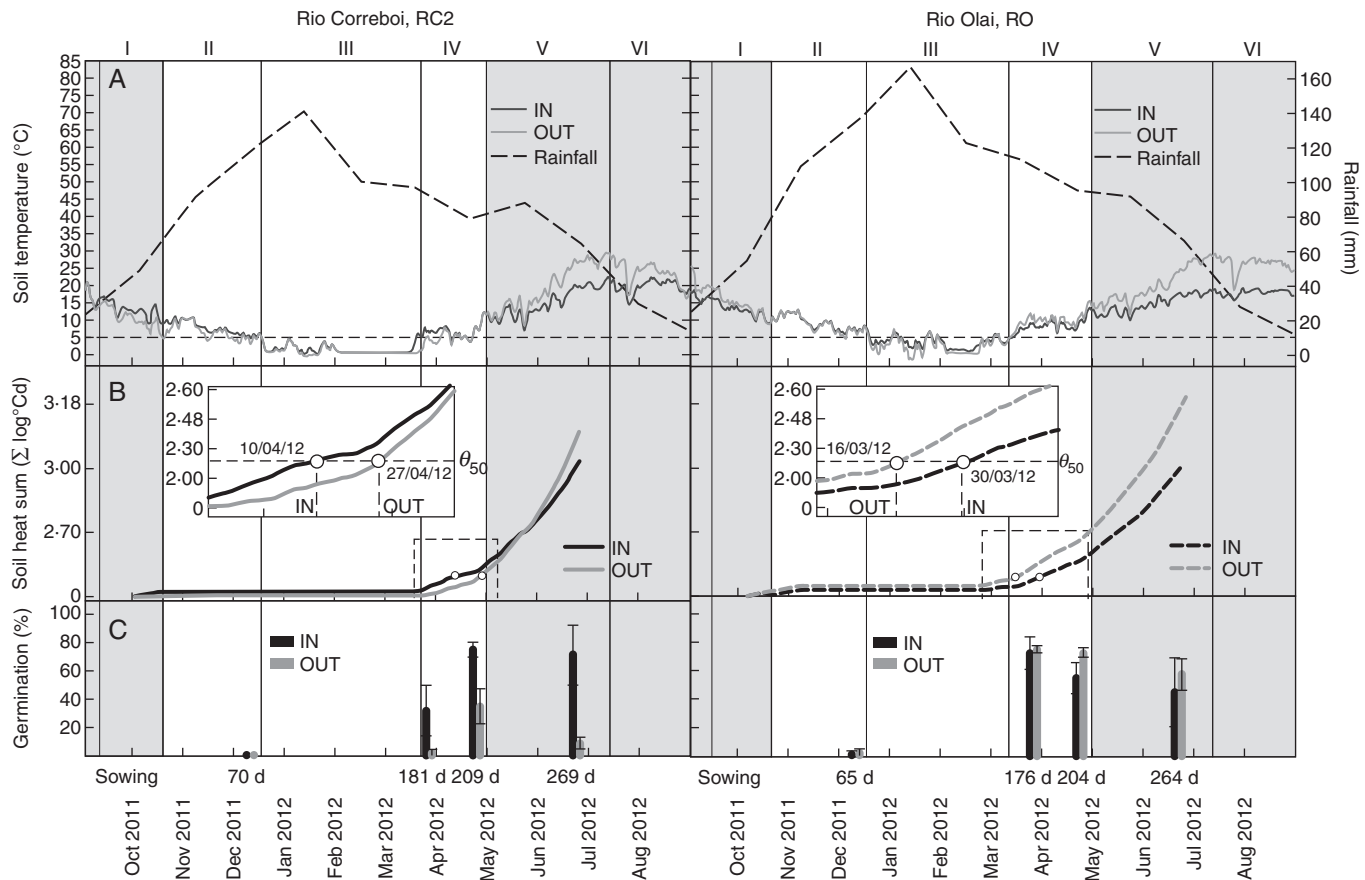 Rio Correboi, RC2
Rio Olai, RO
I II III IV V VI
I II III IV V VI
A
Soil temperature (°C)
85
80
75
70
65
60
55
50
45
40
35
30
25
20
15
10
5
0
IN
OUT
Rainfall
IN
OUT
Rainfall
160
140
120
100
80
60
40
20
0
Rainfall (mm)
B
Soil heat sum (Σ log°Cd)
3·18
3·00
2·70
0
2·60
2·48
2·30
2·00
0
10/04/12
27/04/12
θ50
IN
OUT
IN
OUT
2·60
2·48
2·30
2·00
0
16/03/12
30/03/12
θ50
OUT
IN
IN
OUT
C
Germination (%)
100
80
60
40
20
IN
OUT
IN
OUT
Sowing 70 d 181 d 209 d 269 d
Sowing 65 d 176 d 204 d 264 d
Oct 2011
Nov 2011
Dec 2011
Jan 2012
Feb 2012
Mar 2012
Apr 2012
May 2012
Jun 2012
Jul 2012
Aug 2012
Oct 2011
Nov 2011
Dec 2011
Jan 2012
Feb 2012
Mar 2012
Apr 2012
May 2012
Jun 2012
Jul 2012
Aug 2012